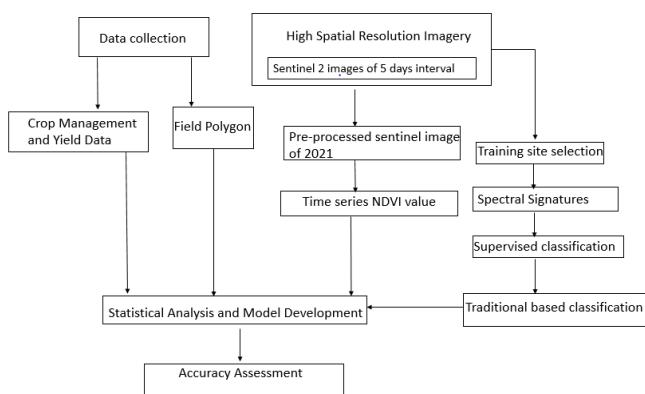 Data collection
High Spatial Resolution Imagery
Sentinel 2 images of 5 days interval
Crop Management
and Yield Data
Field Polygon
Pre-processed sentinel image
of 2021
Training site selection
Time series NDVI value
Spectral Signatures
Supervised classification
Statistical Analysis and Model Development
Traditional based classification
Accuracy Assessment